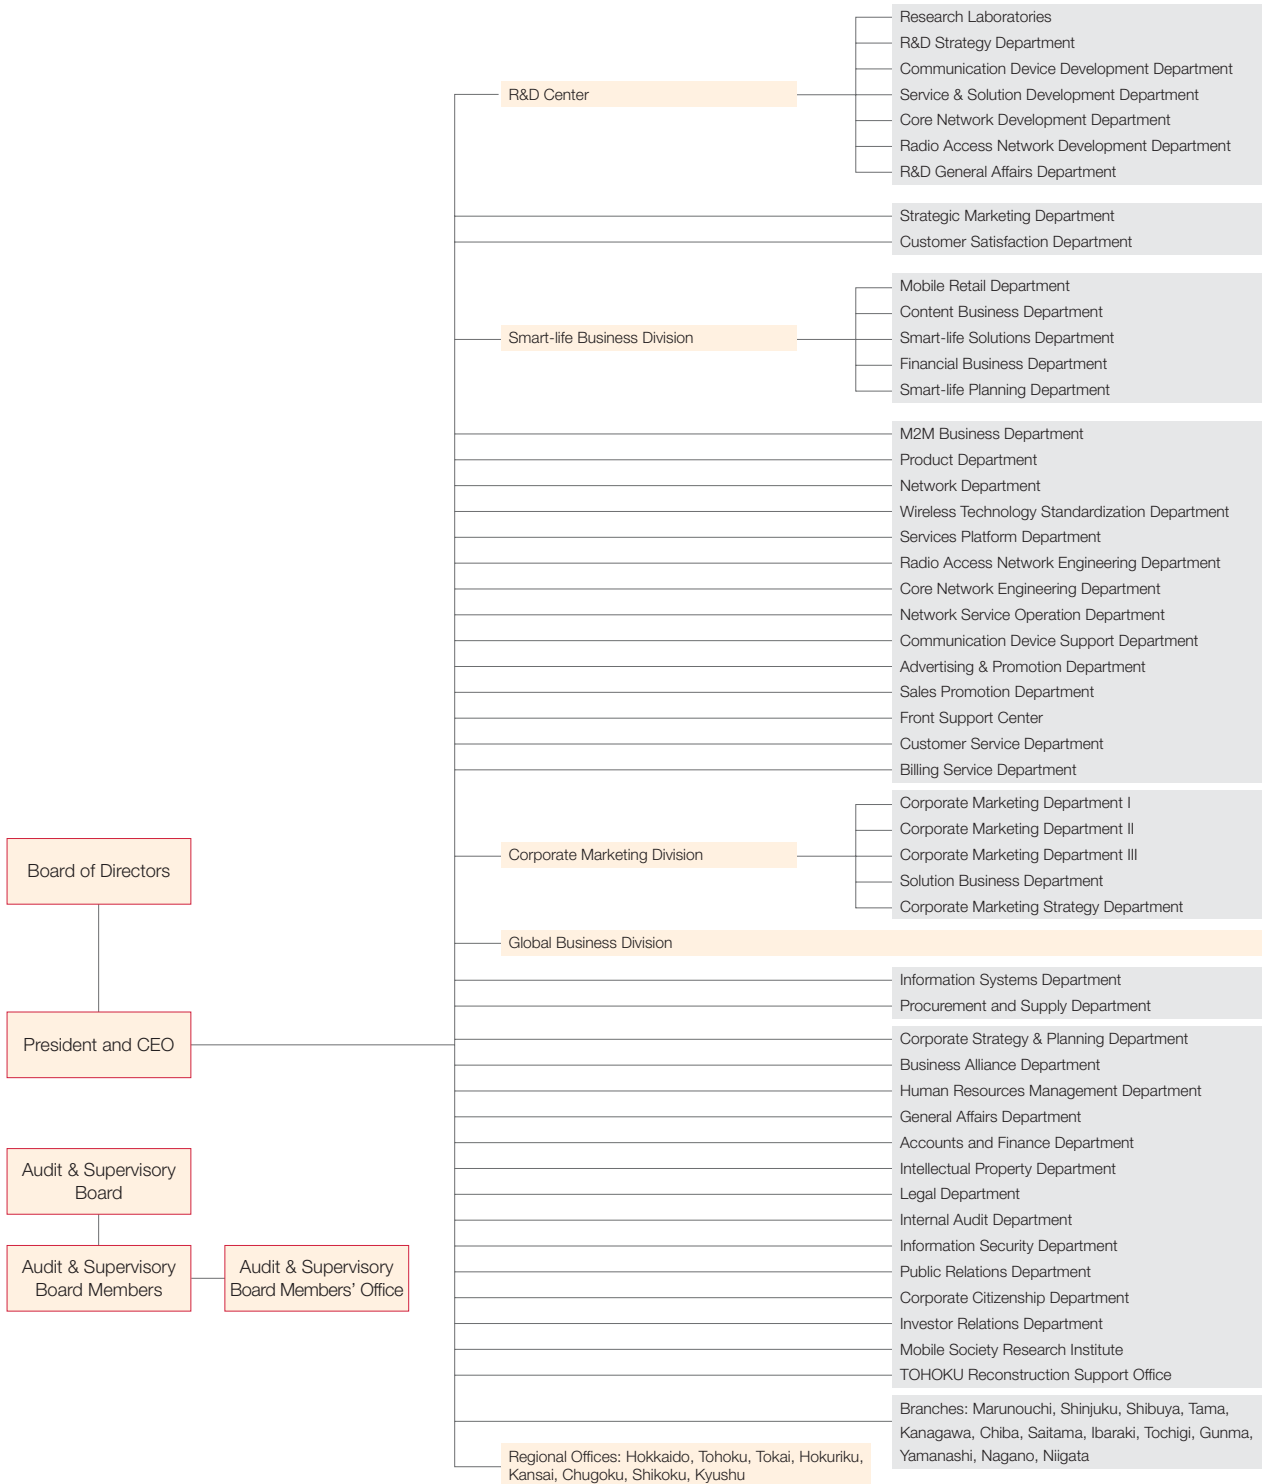 Research Laboratories
R&D Strategy Department
Communication Device Development Department
R&D Center
Service & Solution Development Department
Core Network Development Department
Radio Access Network Development Department
R&D General Affairs Department
Strategic Marketing Department
Customer Satisfaction Department
Mobile Retail Department
Content Business Department
Smart-life Business Division
Smart-life Solutions Department
Financial Business Department
Smart-life Planning Department
M2M Business Department
Product Department
Network Department
Wireless Technology Standardization Department
Services Platform Department
Radio Access Network Engineering Department
Core Network Engineering Department
Network Service Operation Department
Communication Device Support Department
Advertising & Promotion Department
Sales Promotion Department
Front Support Center
Customer Service Department
Billing Service Department
Corporate Marketing Department I
Corporate Marketing Department II
Corporate Marketing Division
Corporate Marketing Department III
Solution Business Department
Corporate Marketing Strategy Department
Board of Directors
Global Business Division
Information Systems Department
Procurement and Supply Department
President and CEO
Corporate Strategy & Planning Department
Business Alliance Department
Human Resources Management Department
General Affairs Department
Accounts and Finance Department
Intellectual Property Department
Legal Department
Internal Audit Department
Information Security Department
Public Relations Department
Corporate Citizenship Department
Investor Relations Department
Mobile Society Research Institute
TOHOKU Reconstruction Support Office
Audit & Supervisory
Board
Audit & Supervisory
Board Members
Audit & Supervisory
Board Members’ Office
Branches: Marunouchi, Shinjuku, Shibuya, Tama,
Kanagawa, Chiba, Saitama, Ibaraki, Tochigi, Gunma,
Yamanashi, Nagano, Niigata
Regional Offices: Hokkaido, Tohoku, Tokai, Hokuriku,
Kansai, Chugoku, Shikoku, Kyushu